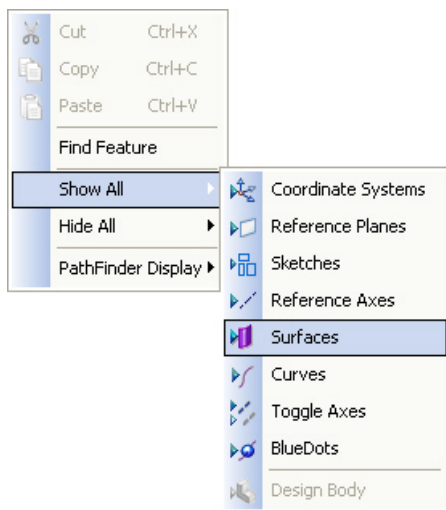 Cut Ctrl+X
Copy Ctrl+C
Paste Ctrl+V
Find Feature
Show All
Hide All
PathFinder Display
Coordinate Systems
Reference Planes
Sketches
Reference Axes
Surfaces
Curves
Toggle Axes
BlueDots
Design Body